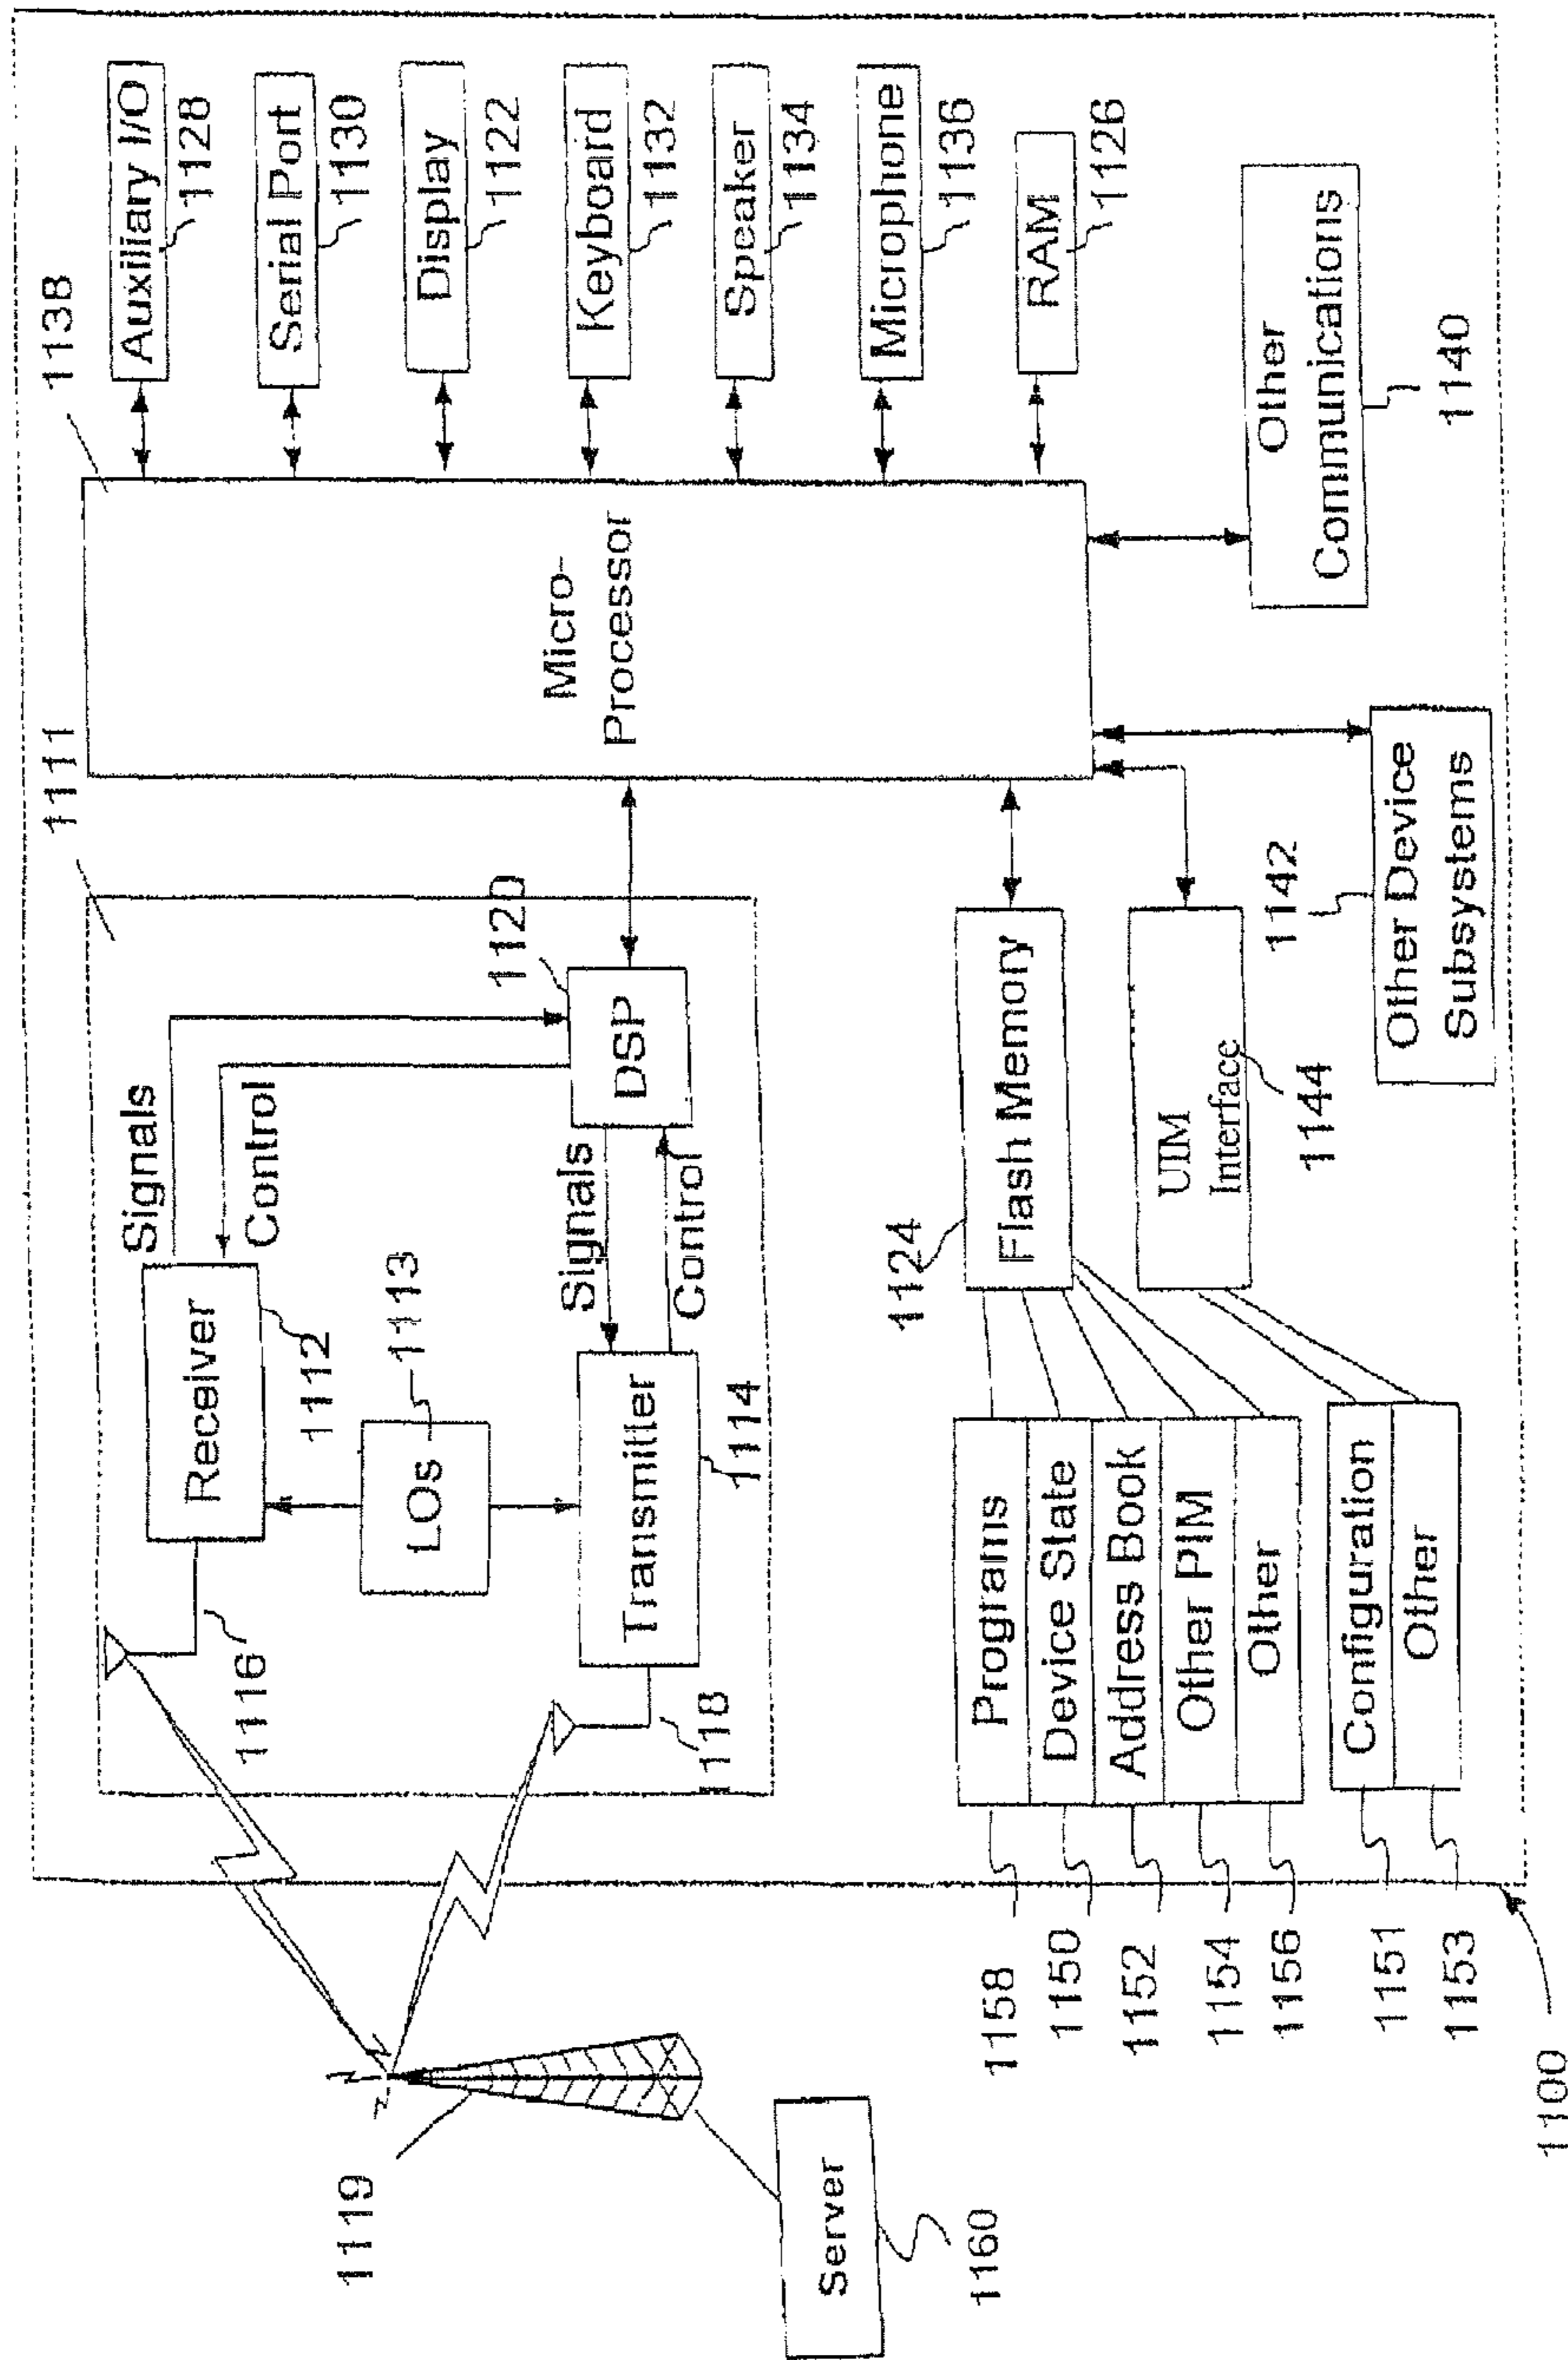 1138
1111
Auxiliary I/O
1128
Serial Port
1130
Display
1122
Keyboard
1132
Speaker
1134
Microphone
1136
RAM
1126
Micro-
Processor
Other
Communications
1140
Signals
Control
1120
DSP
Receiver
1112
LOs
1113
Signals
Control
Transmitter
1114
1116
1118
1119
Server
1160
1124
Flash Memory
UIM
Interface
1144
1142
Other Device
Subsystems
Programs
Device State
Address Book
Other PIM
Other
Configuration
Other
1158
1150
1152
1154
1156
1151
1153
1100